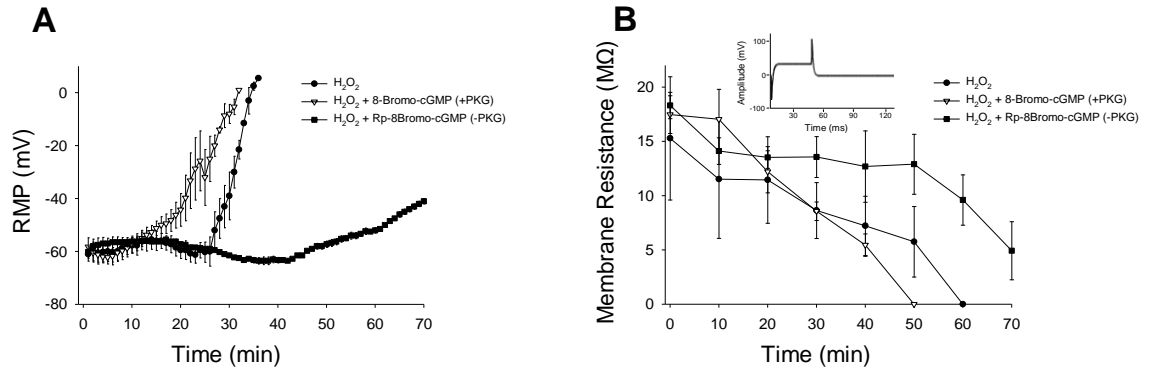 A
RMP (mV)
0
-20
-40
-60
-80
0 10 20 30 40 50 60 70
Time (min)
H₂O₂
H₂O₂ + 8-Bromo-cGMP (+PKG)
H₂O₂ + Rp-8Bromo-cGMP (-PKG)
B
Membrane Resistance (MΩ)
20
15
10
5
0
0 10 20 30 40 50 60 70
Time (min)
Amplitude (mV)
100
0
-100
30 60 90 120
Time (ms)
H₂O₂
H₂O₂ + 8-Bromo-cGMP (+PKG)
H₂O₂ + Rp-8Bromo-cGMP (-PKG)